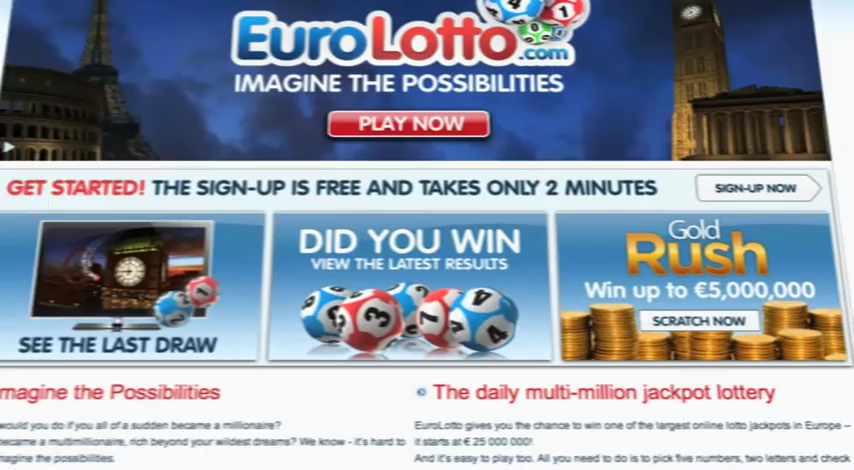 EuroLotto.com
IMAGINE THE POSSIBILITIES
PLAY NOW
GET STARTED! THE SIGN-UP IS FREE AND TAKES ONLY 2 MINUTES
SIGN-UP NOW
SEE THE LAST DRAW
DID YOU WIN
VIEW THE LATEST RESULTS
3 7 4 4
Gold
Rush
Win up to €5,000,000
SCRATCH NOW
magine the Possibilities
would you do if you all of a sudden became a millionaire?
became a multimillionaire, rich beyond your wildest dreams? We know - it's hard to
magine the possibilities.
The daily multi-million jackpot lottery
EuroLotto gives you the chance to win one of the largest online lotto jackpots in Europe –
it starts at € 25 000 000!
And it's easy to play too. All you need to do is to pick five numbers, two letters and check